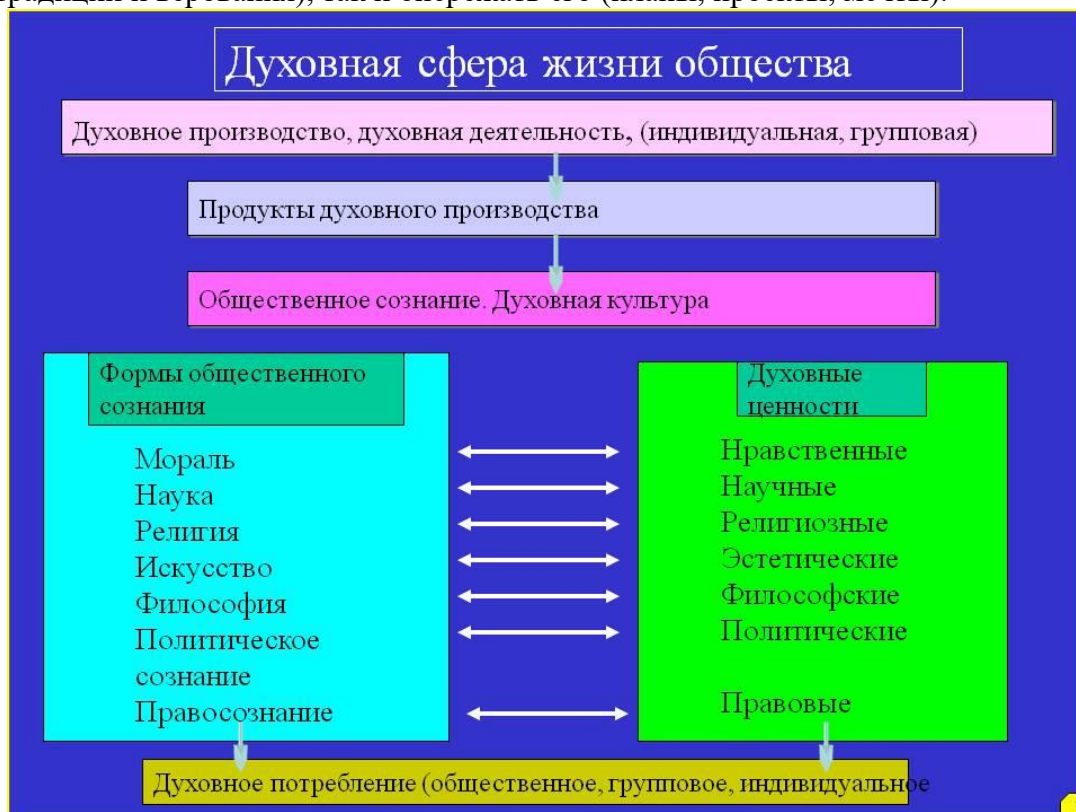 Духовная сфера жизни общества
Духовное производство, духовная деятельность, (индивидуальная, групповая)
Продукты духовного производства
Общественное сознание. Духовная культура
Формы общественного
сознания
Мораль
Наука
Религия
Искусство
Философия
Политическое
сознание
Правосознание
Духовные
ценности
Нравственные
Научные
Религиозные
Эстетические
Философские
Политические
Правовые
Духовное потребление (общественное, групповое, индивидуальное